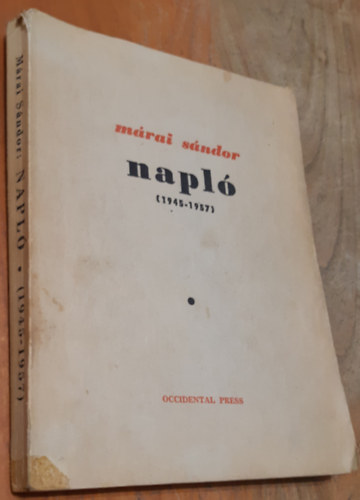 márai sándor
napló
(1945-1957)
•
OCCIDENTAL PRESS
Márai Sándor: NAPLÓ • (1945-1957)